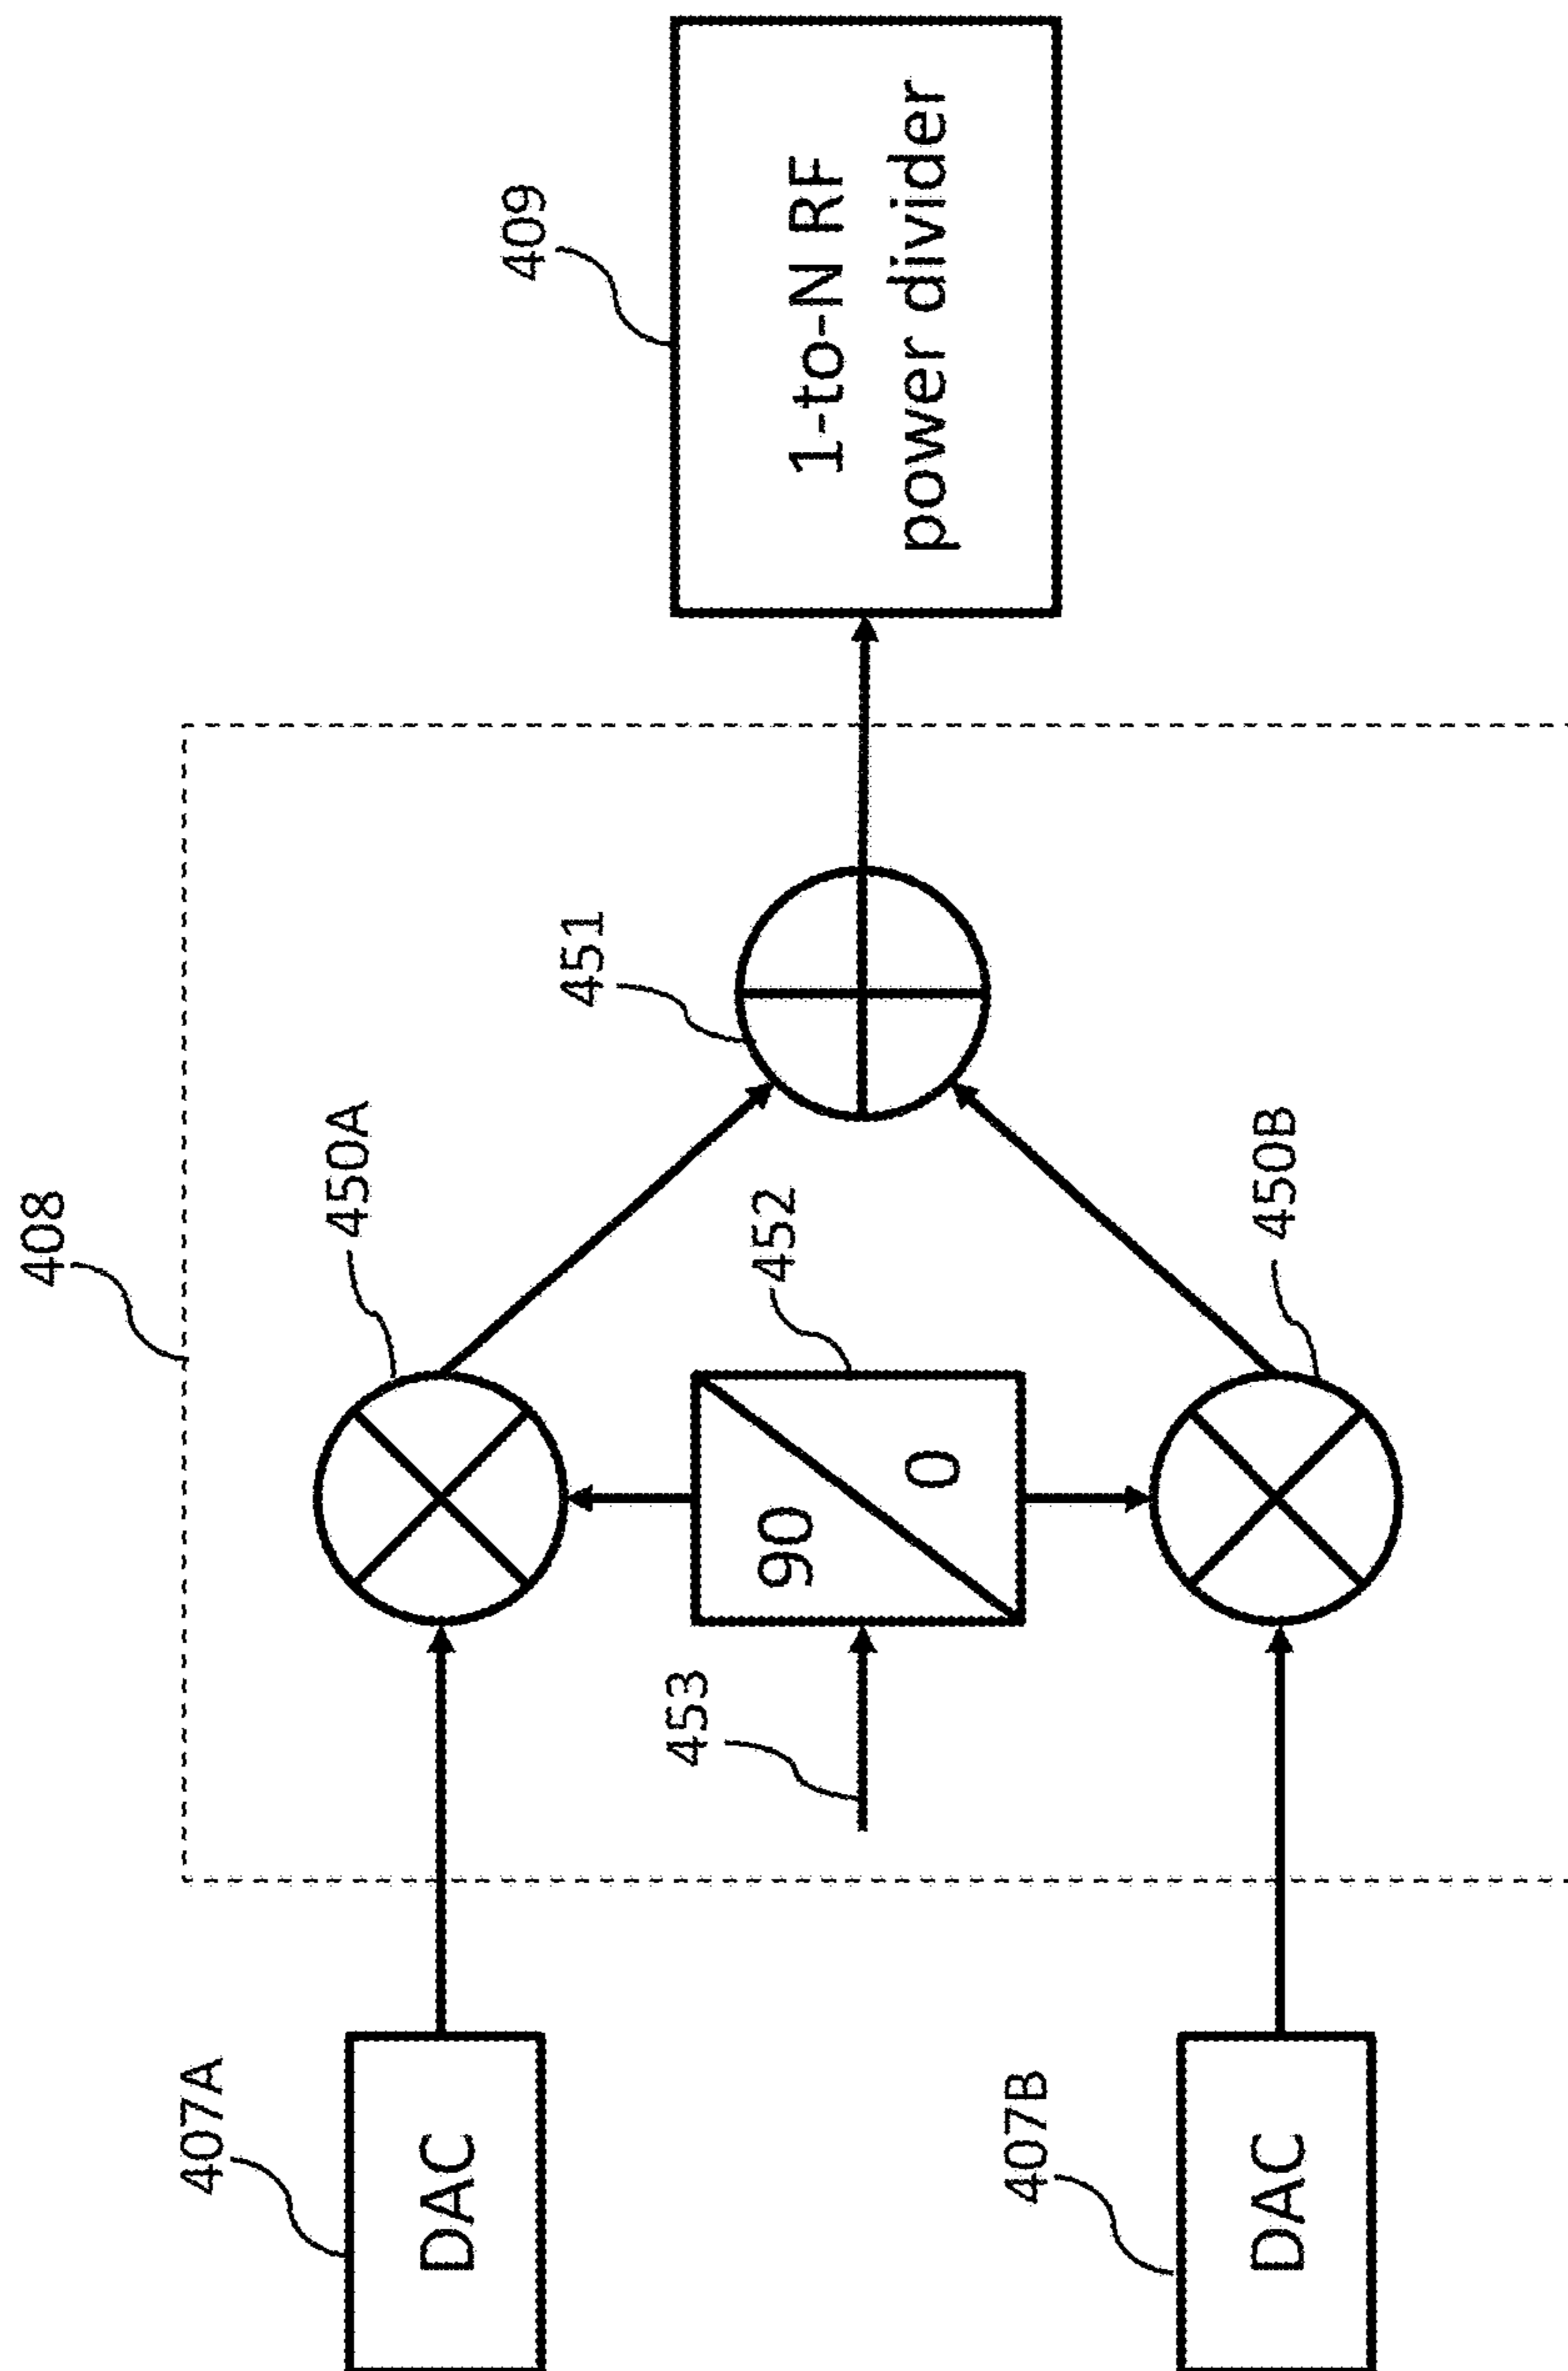 408
407A
DAC
450A
453
90
0
452
451
409
1-to-N RF
power divider
407B
DAC
450B